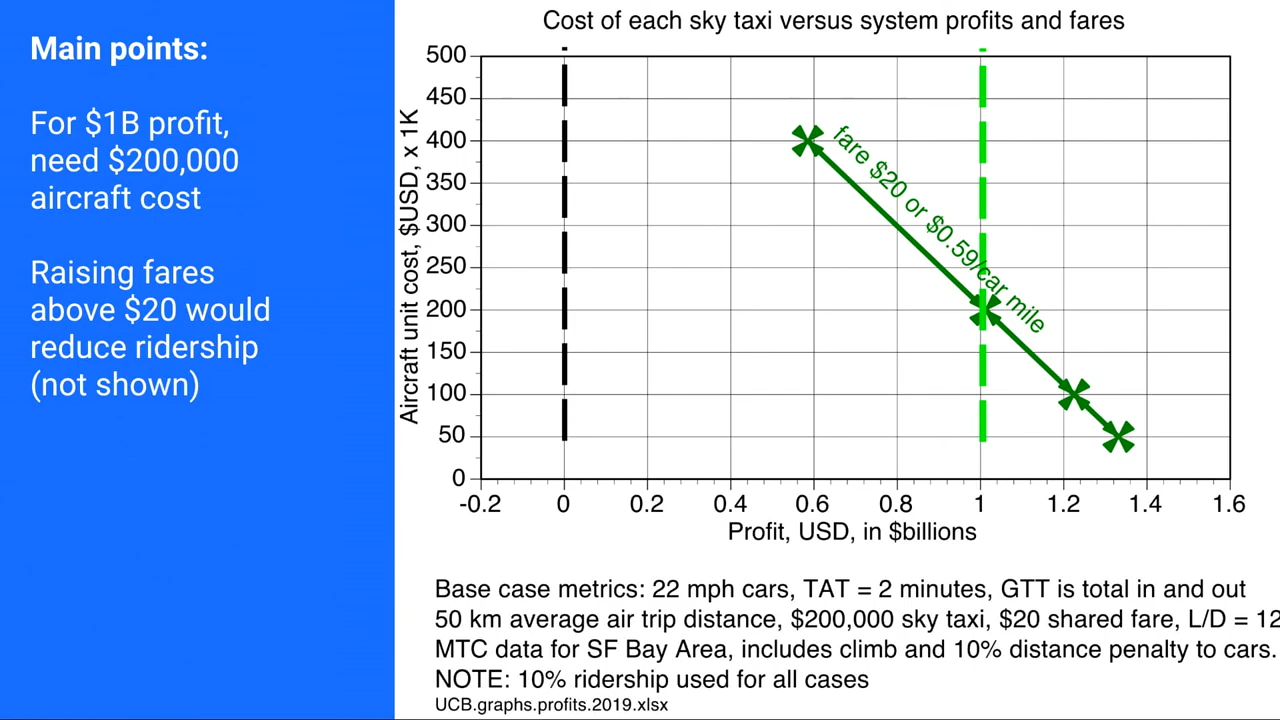 Main points:
For $1B profit,
need $200,000
aircraft cost
Raising fares
above $20 would
reduce ridership
(not shown)
Cost of each sky taxi versus system profits and fares
Aircraft unit cost, $USD, x 1K
500
450
400
350
300
250
200
150
100
50
0
fare $20 or $0.59/car mile
-0.2 0 0.2 0.4 0.6 0.8 1 1.2 1.4 1.6
Profit, USD, in $billions
Base case metrics: 22 mph cars, TAT = 2 minutes, GTT is total in and out
50 km average air trip distance, $200,000 sky taxi, $20 shared fare, L/D = 12
MTC data for SF Bay Area, includes climb and 10% distance penalty to cars.
NOTE: 10% ridership used for all cases
UCB.graphs.profits.2019.xlsx